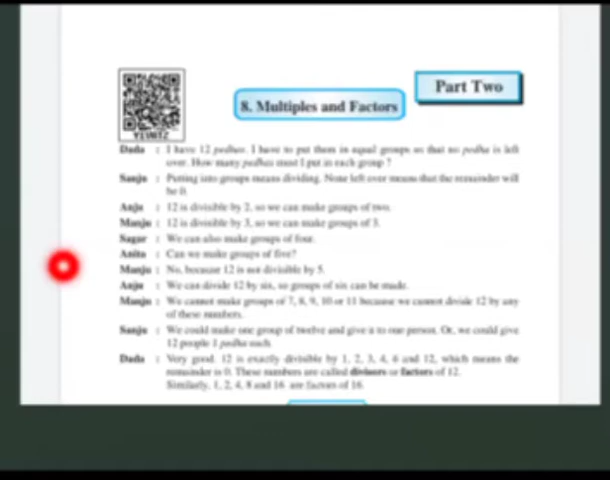 Part Two
8. Multiples and Factors
Dada : I have 12 pedhas. I have to put them in equal groups so that no pedha is left
over. How many pedhas must I put in each group ?
Sanju : Putting into groups means dividing. None left over means that the remainder will
be 0.
Anju : 12 is divisible by 2, so we can make groups of two.
Manju : 12 is divisible by 3, so we can make groups of 3.
Sagar : We can also make groups of four.
Anita : Can we make groups of five?
Manju : No, because 12 is not divisible by 5.
Anju : We can divide 12 by six, so groups of six can be made.
Manju : We cannot make groups of 7, 8, 9, 10 or 11 because we cannot divide 12 by any
of these numbers.
Sanju : We could make one group of twelve and give it to one person. Or, we could give
12 people 1 pedha each.
Dada : Very good. 12 is exactly divisible by 1, 2, 3, 4, 6 and 12, which means the
remainder is 0. These numbers are called divisors or factors of 12.
Similarly, 1, 2, 4, 8 and 16 are factors of 16.